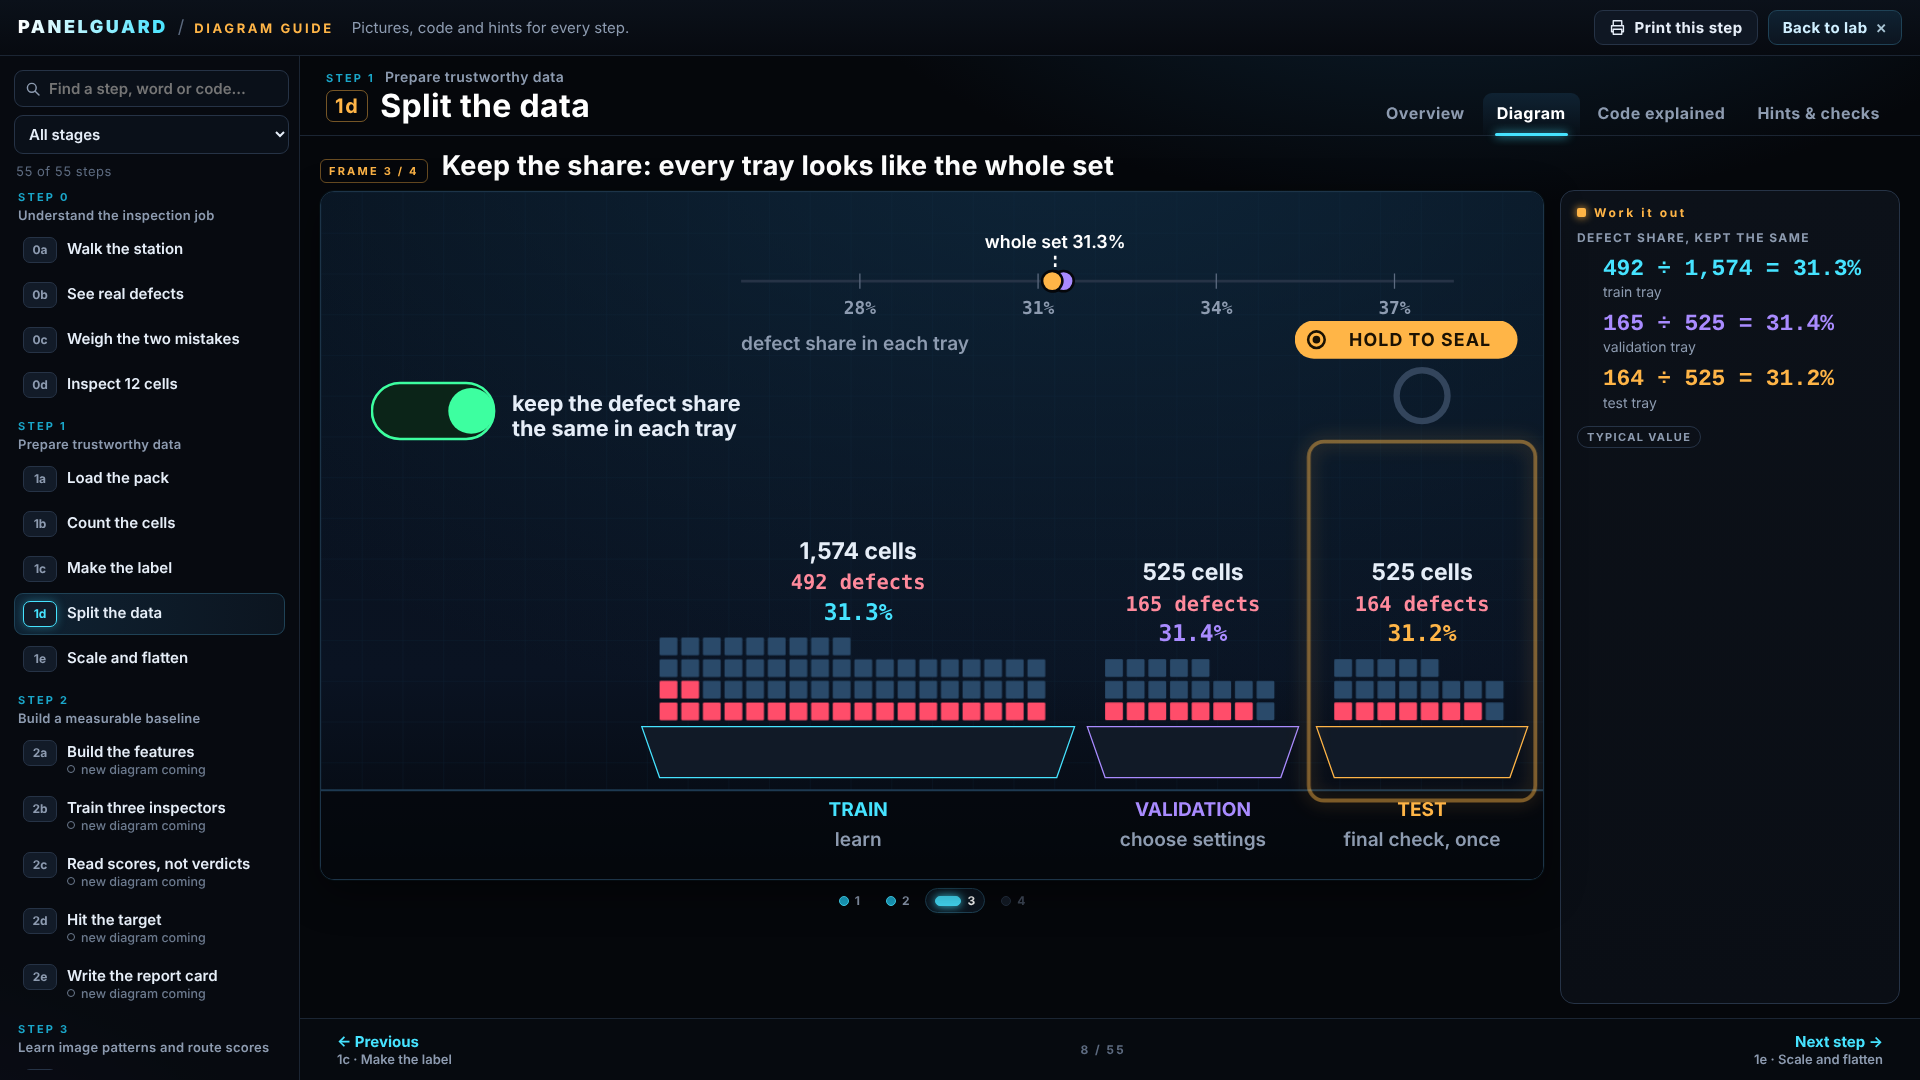 PANELGUARD / DIAGRAM GUIDE Pictures, code and hints for every step.
Print this step
Back to lab ×
Find a step, word or code...
All stages
55 of 55 steps
STEP 0
Understand the inspection job
0a Walk the station
0b See real defects
0c Weigh the two mistakes
0d Inspect 12 cells
STEP 1
Prepare trustworthy data
1a Load the pack
1b Count the cells
1c Make the label
1d Split the data
1e Scale and flatten
STEP 2
Build a measurable baseline
2a Build the features
new diagram coming
2b Train three inspectors
new diagram coming
2c Read scores, not verdicts
new diagram coming
2d Hit the target
new diagram coming
2e Write the report card
new diagram coming
STEP 3
Learn image patterns and route scores
STEP 1 Prepare trustworthy data
1d Split the data
Overview
Diagram
Code explained
Hints & checks
FRAME 3 / 4 Keep the share: every tray looks like the whole set
whole set 31.3%
28% 31% 34% 37%
defect share in each tray
HOLD TO SEAL
keep the defect share
the same in each tray
1,574 cells
492 defects
31.3%
525 cells
165 defects
31.4%
525 cells
164 defects
31.2%
TRAIN
learn
VALIDATION
choose settings
TEST
final check, once
1 2 3 4
Work it out
DEFECT SHARE, KEPT THE SAME
492 ÷ 1,574 = 31.3%
train tray
165 ÷ 525 = 31.4%
validation tray
164 ÷ 525 = 31.2%
test tray
TYPICAL VALUE
← Previous
1c · Make the label
8 / 55
Next step →
1e · Scale and flatten